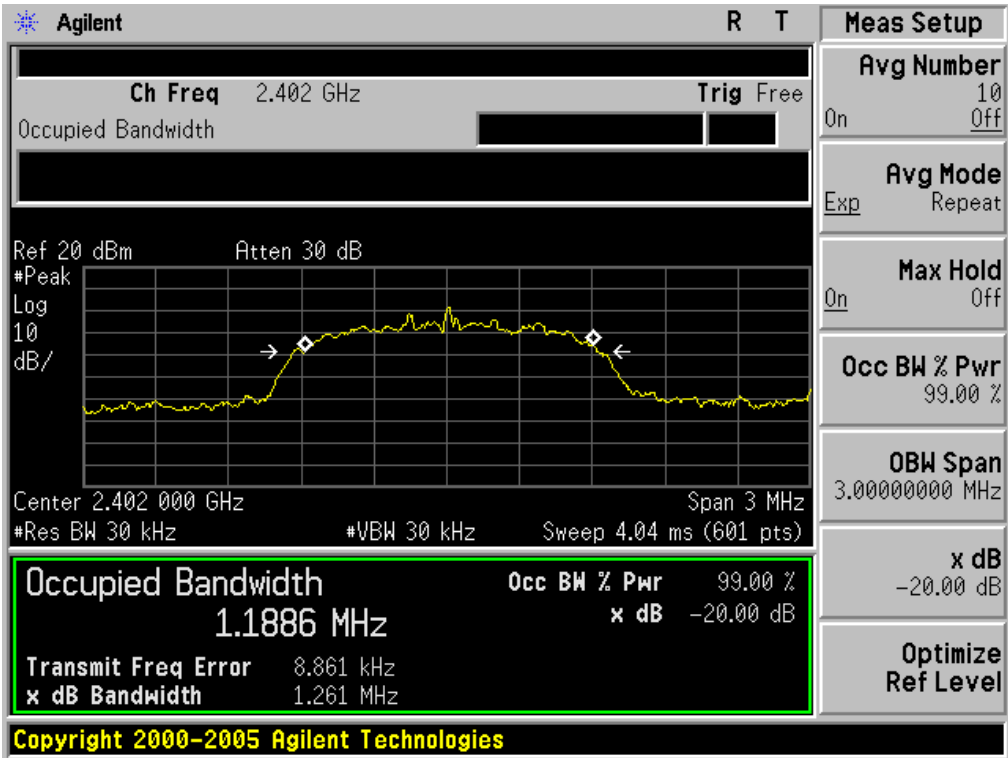 Agilent R T
Ch Freq 2.402 GHz Trig Free
Occupied Bandwidth
Ref 20 dBm Atten 30 dB
#Peak
Log
10
dB/
Center 2.402 000 GHz Span 3 MHz
#Res BW 30 kHz #VBW 30 kHz Sweep 4.04 ms (601 pts)
Occupied Bandwidth Occ BW % Pwr 99.00 %
1.1886 MHz x dB -20.00 dB
Transmit Freq Error 8.861 kHz
x dB Bandwidth 1.261 MHz
Copyright 2000-2005 Agilent Technologies
Meas Setup
Avg Number
10
On Off
Avg Mode
Exp Repeat
Max Hold
On Off
Occ BW % Pwr
99.00 %
OBW Span
3.00000000 MHz
x dB
-20.00 dB
Optimize
Ref Level